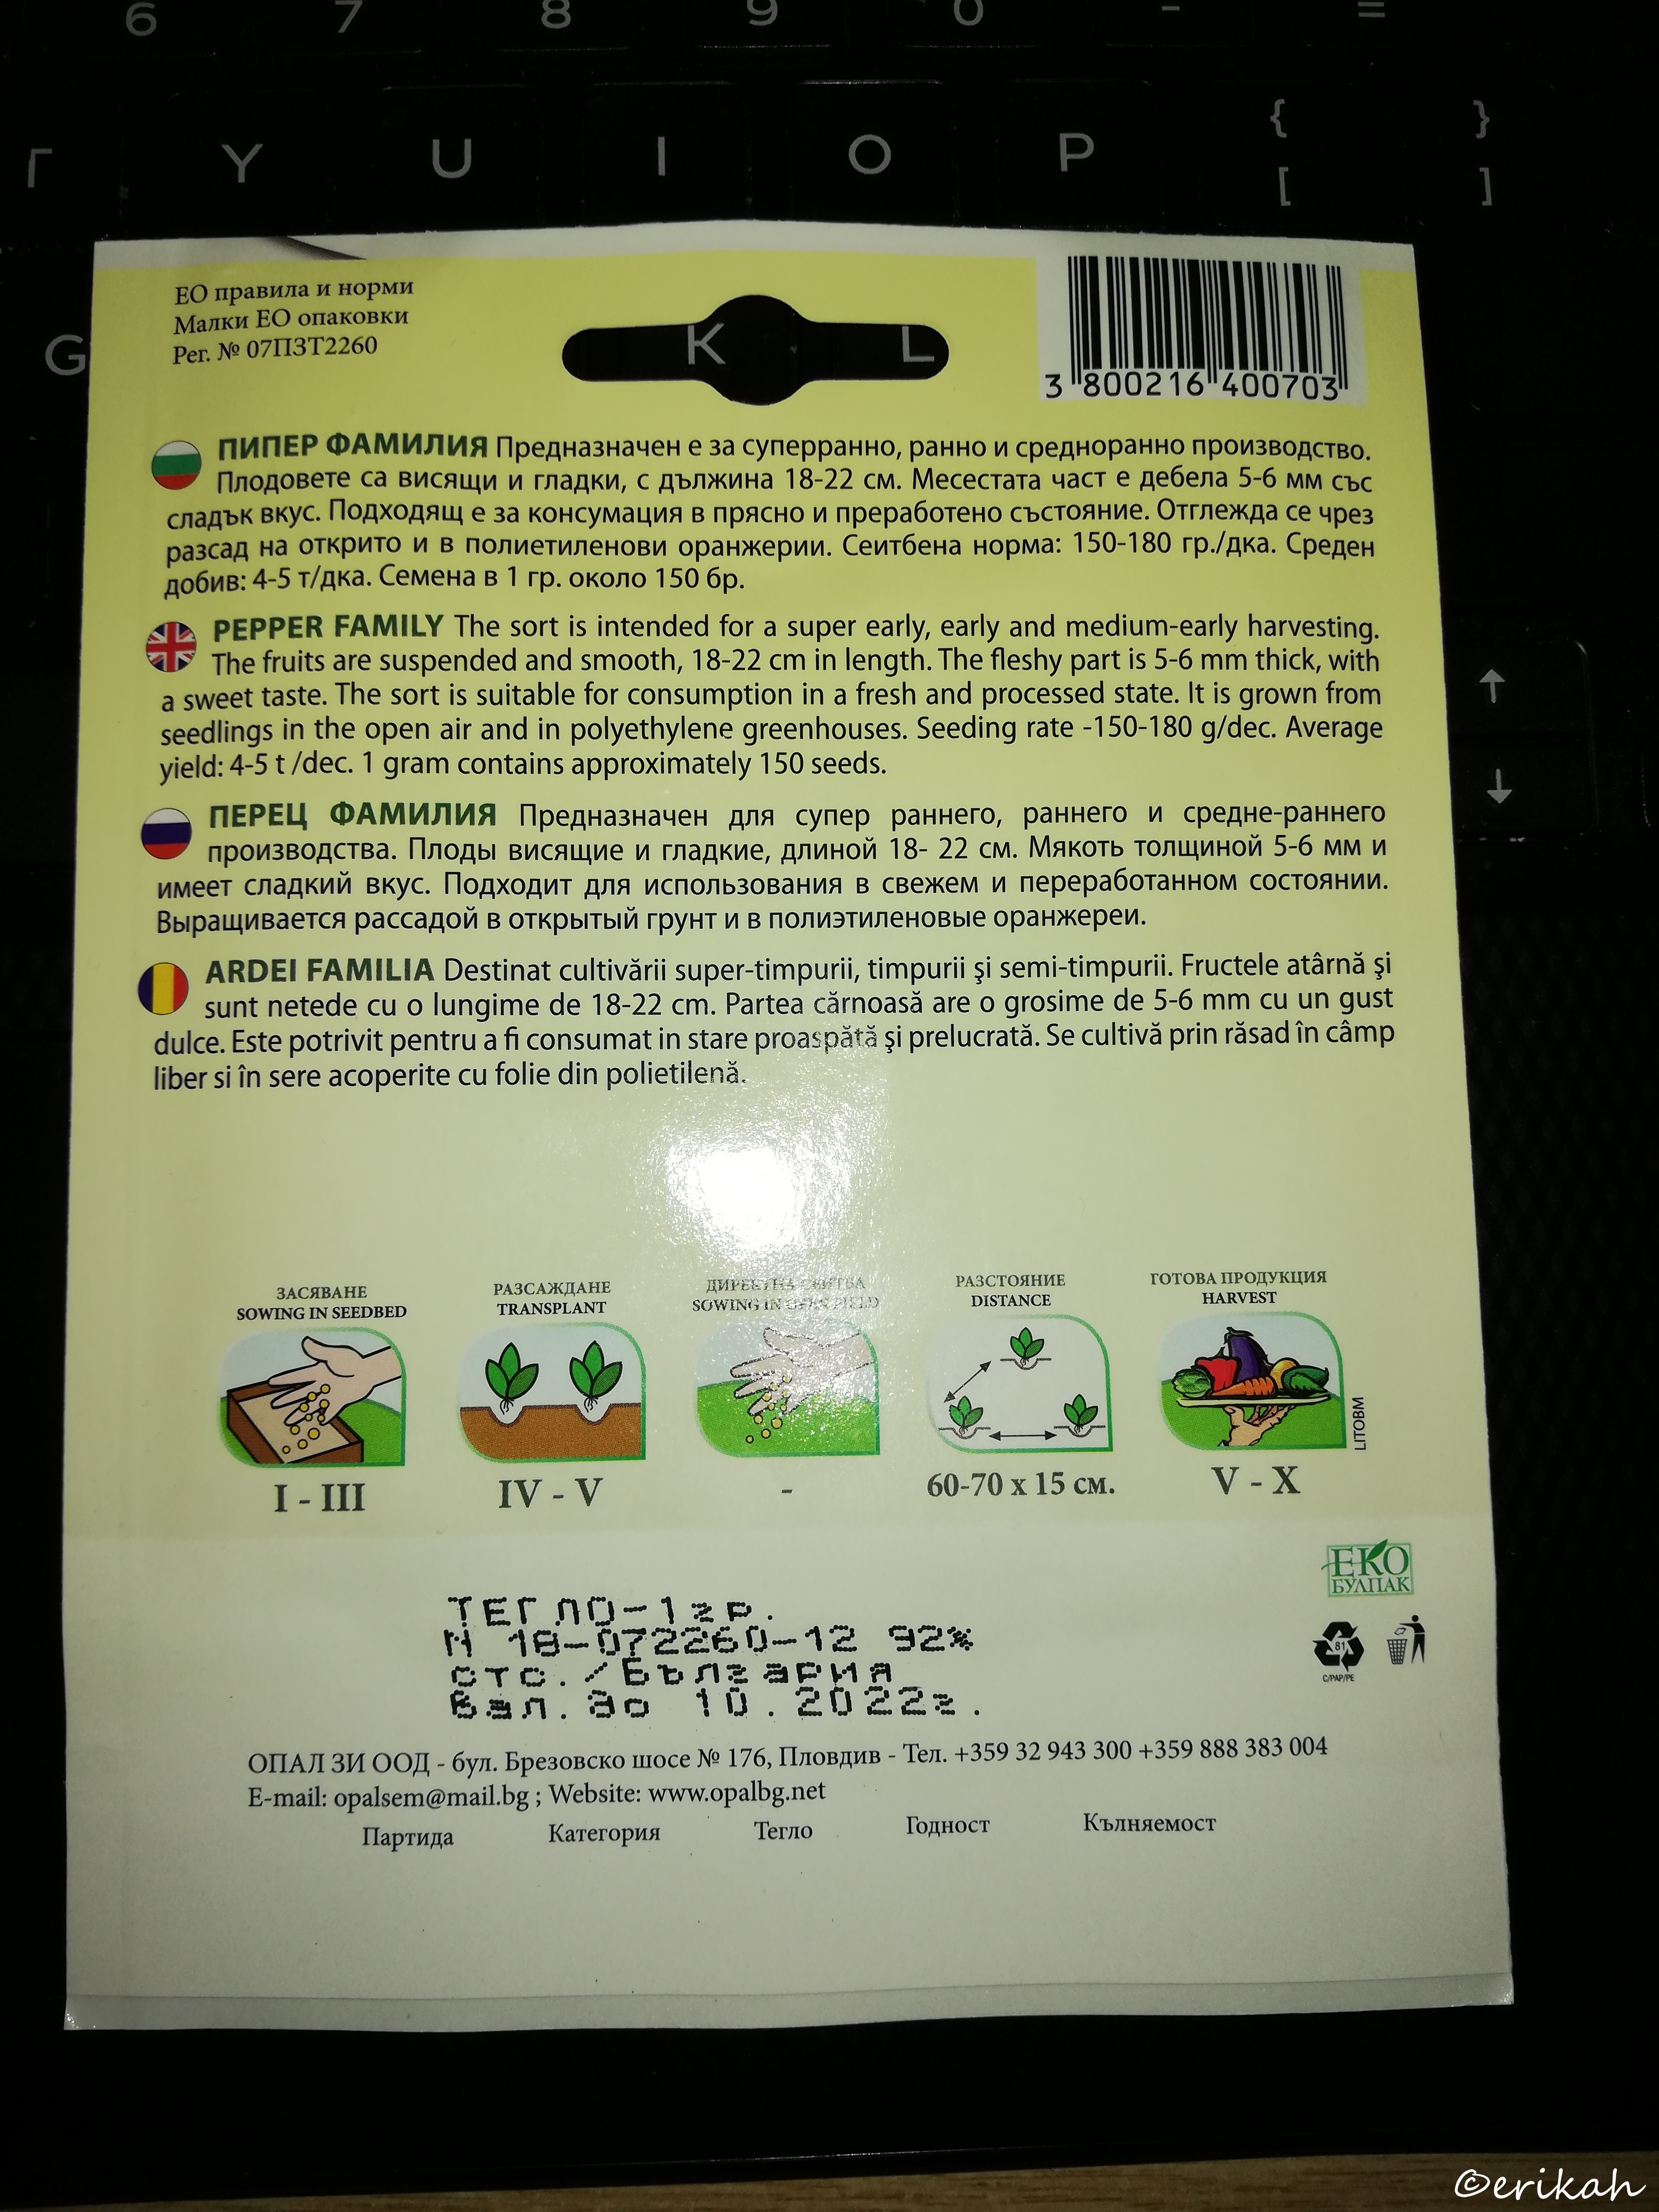 6 7 8 9 0 - =
Y U I O P { }
[ ]
G
K L
ЕО правила и норми
Малки ЕО опаковки
Рег. № 07ПЗТ2260
3 800216 400703
ПИПЕР ФАМИЛИЯ Предназначен е за суперранно, ранно и средноранно производство.
Плодовете са висящи и гладки, с дължина 18-22 см. Месестата част е дебела 5-6 мм със
сладък вкус. Подходящ е за консумация в прясно и преработено състояние. Отглежда се чрез
разсад на открито и в полиетиленови оранжерии. Сеитбена норма: 150-180 гр./дка. Среден
добив: 4-5 т/дка. Семена в 1 гр. около 150 бр.
PEPPER FAMILY The sort is intended for a super early, early and medium-early harvesting.
The fruits are suspended and smooth, 18-22 cm in length. The fleshy part is 5-6 mm thick, with
a sweet taste. The sort is suitable for consumption in a fresh and processed state. It is grown from
seedlings in the open air and in polyethylene greenhouses. Seeding rate -150-180 g/dec. Average
yield: 4-5 t /dec. 1 gram contains approximately 150 seeds.
ПЕРЕЦ ФАМИЛИЯ Предназначен для супер раннего, раннего и средне-раннего
производства. Плоды висящие и гладкие, длиной 18- 22 см. Мякоть толщиной 5-6 мм и
имеет сладкий вкус. Подходит для использования в свежем и переработанном состоянии.
Выращивается рассадой в открытый грунт и в полиэтиленовые оранжереи.
ARDEI FAMILIA Destinat cultivării super-timpurii, timpurii şi semi-timpurii. Fructele atârnă şi
sunt netede cu o lungime de 18-22 cm. Partea cărnoasă are o grosime de 5-6 mm cu un gust
dulce. Este potrivit pentru a fi consumat in stare proaspătă şi prelucrată. Se cultivă prin răsad în câmp
liber si în sere acoperite cu folie din polietilenă.
ЗАСЯВАНЕ
SOWING IN SEEDBED
I - III
РАЗСАЖДАНЕ
TRANSPLANT
IV - V
ДИРЕКТНА СЕИТБА
SOWING IN OPEN FIELD
-
РАЗСТОЯНИЕ
DISTANCE
60-70 x 15 см.
ГОТОВА ПРОДУКЦИЯ
HARVEST
V - X
LITOBM
ЕКО
БУЛПАК
81
C/PAP/PE
ТЕГЛО-1гр.
N 18-072260-12 92%
стс./България
Вал.до 10.2022г.
ОПАЛ ЗИ ООД - бул. Брезовско шосе № 176, Пловдив - Тел. +359 32 943 300 +359 888 383 004
E-mail: opalsem@mail.bg ; Website: www.opalbg.net
Партида Категория Тегло Годност Кълняемост
©erikah